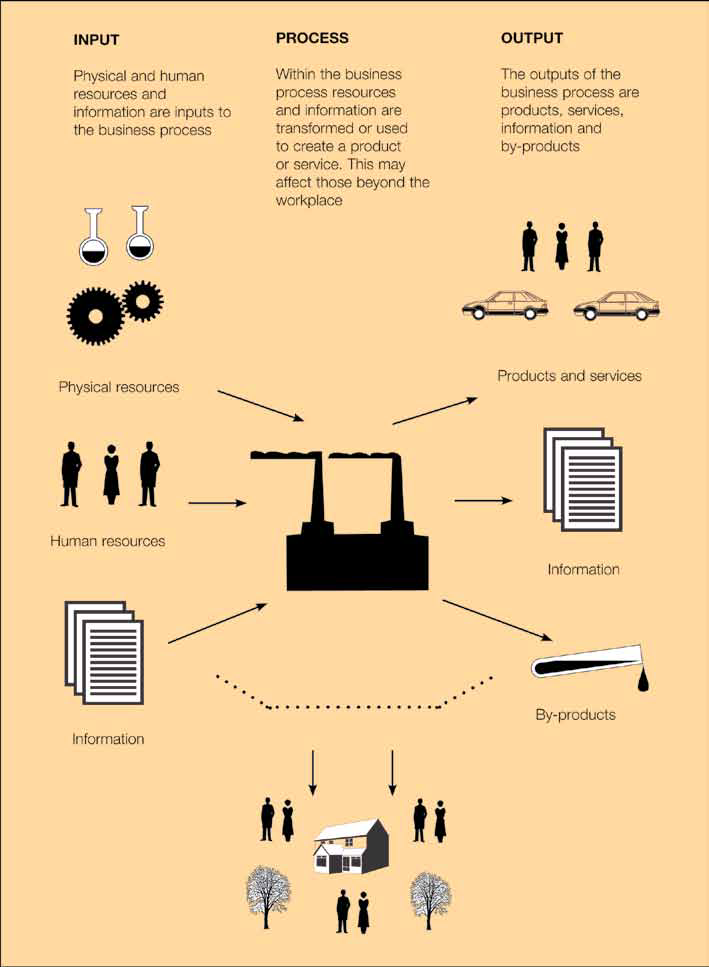 INPUT
Physical and human
resources and
information are inputs to
the business process
PROCESS
Within the business
process resources
and information are
transformed or used
to create a product
or service. This may
affect those beyond the
workplace
OUTPUT
The outputs of the
business process are
products, services,
information and
by-products
Physical resources
Products and services
Human resources
Information
Information
By-products